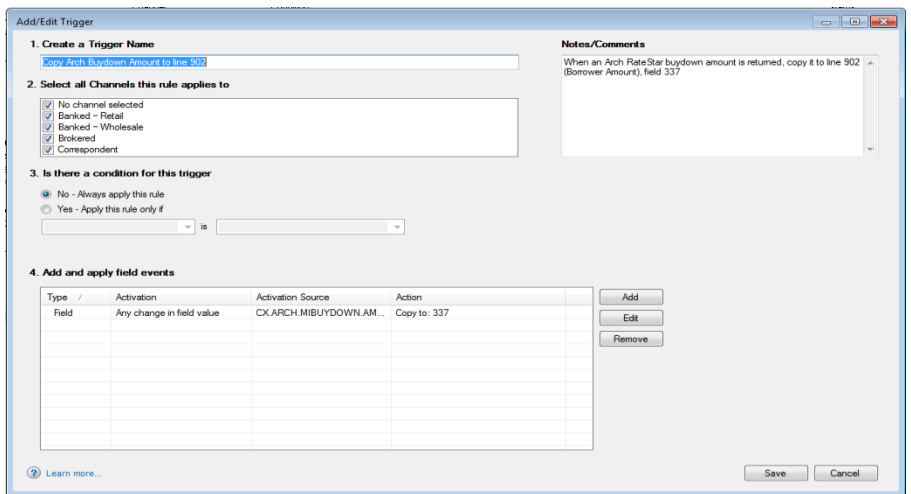 Add/Edit Trigger
1. Create a Trigger Name
Copy Arch Buydown Amount to line 902
2. Select all Channels this rule applies to
No channel selected
Banked - Retail
Banked - Wholesale
Brokered
Correspondent
Notes/Comments
When an Arch RateStar buydown amount is returned, copy it to line 902
(Borrower Amount), field 337
3. Is there a condition for this trigger
No - Always apply this rule
Yes - Apply this rule only if
is
4. Add and apply field events
Type / Activation Activation Source Action
Field Any change in field value CX.ARCH.MIBUYDOWN.AM... Copy to: 337
Add
Edit
Remove
? Learn more...
Save Cancel